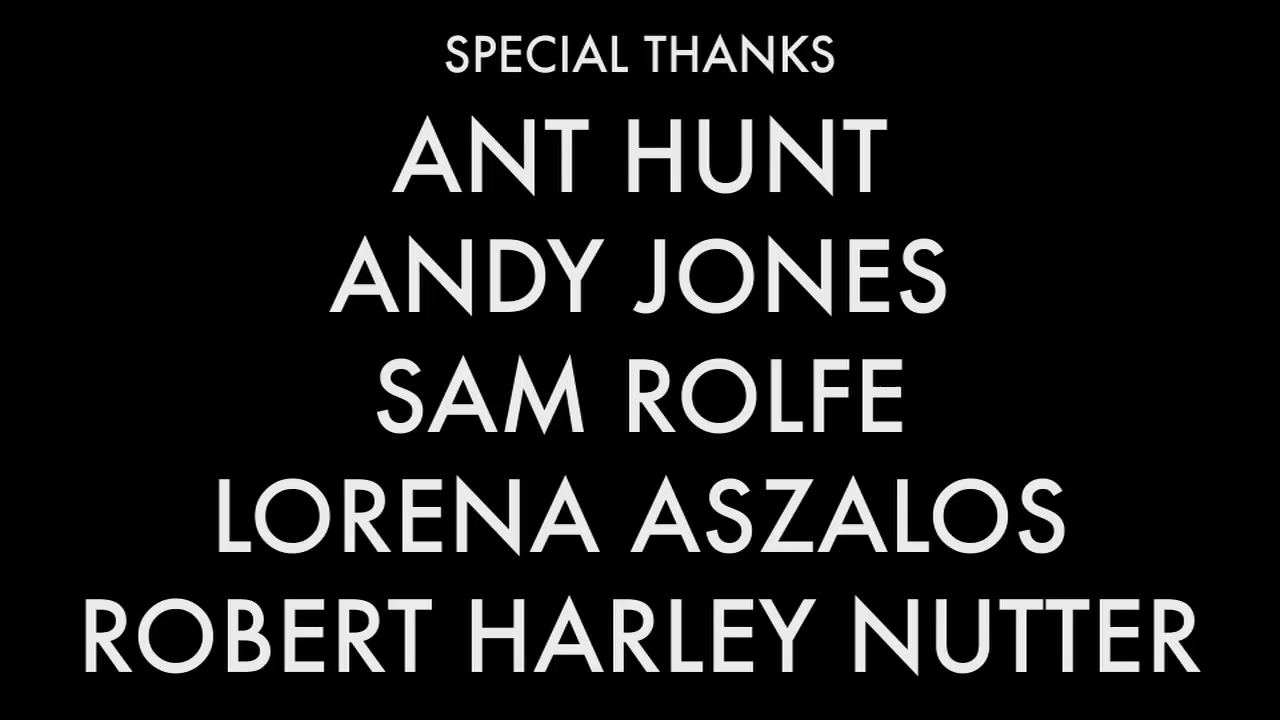 SPECIAL THANKS
ANT HUNT
ANDY JONES
SAM ROLFE
LORENA ASZALOS
ROBERT HARLEY NUTTER